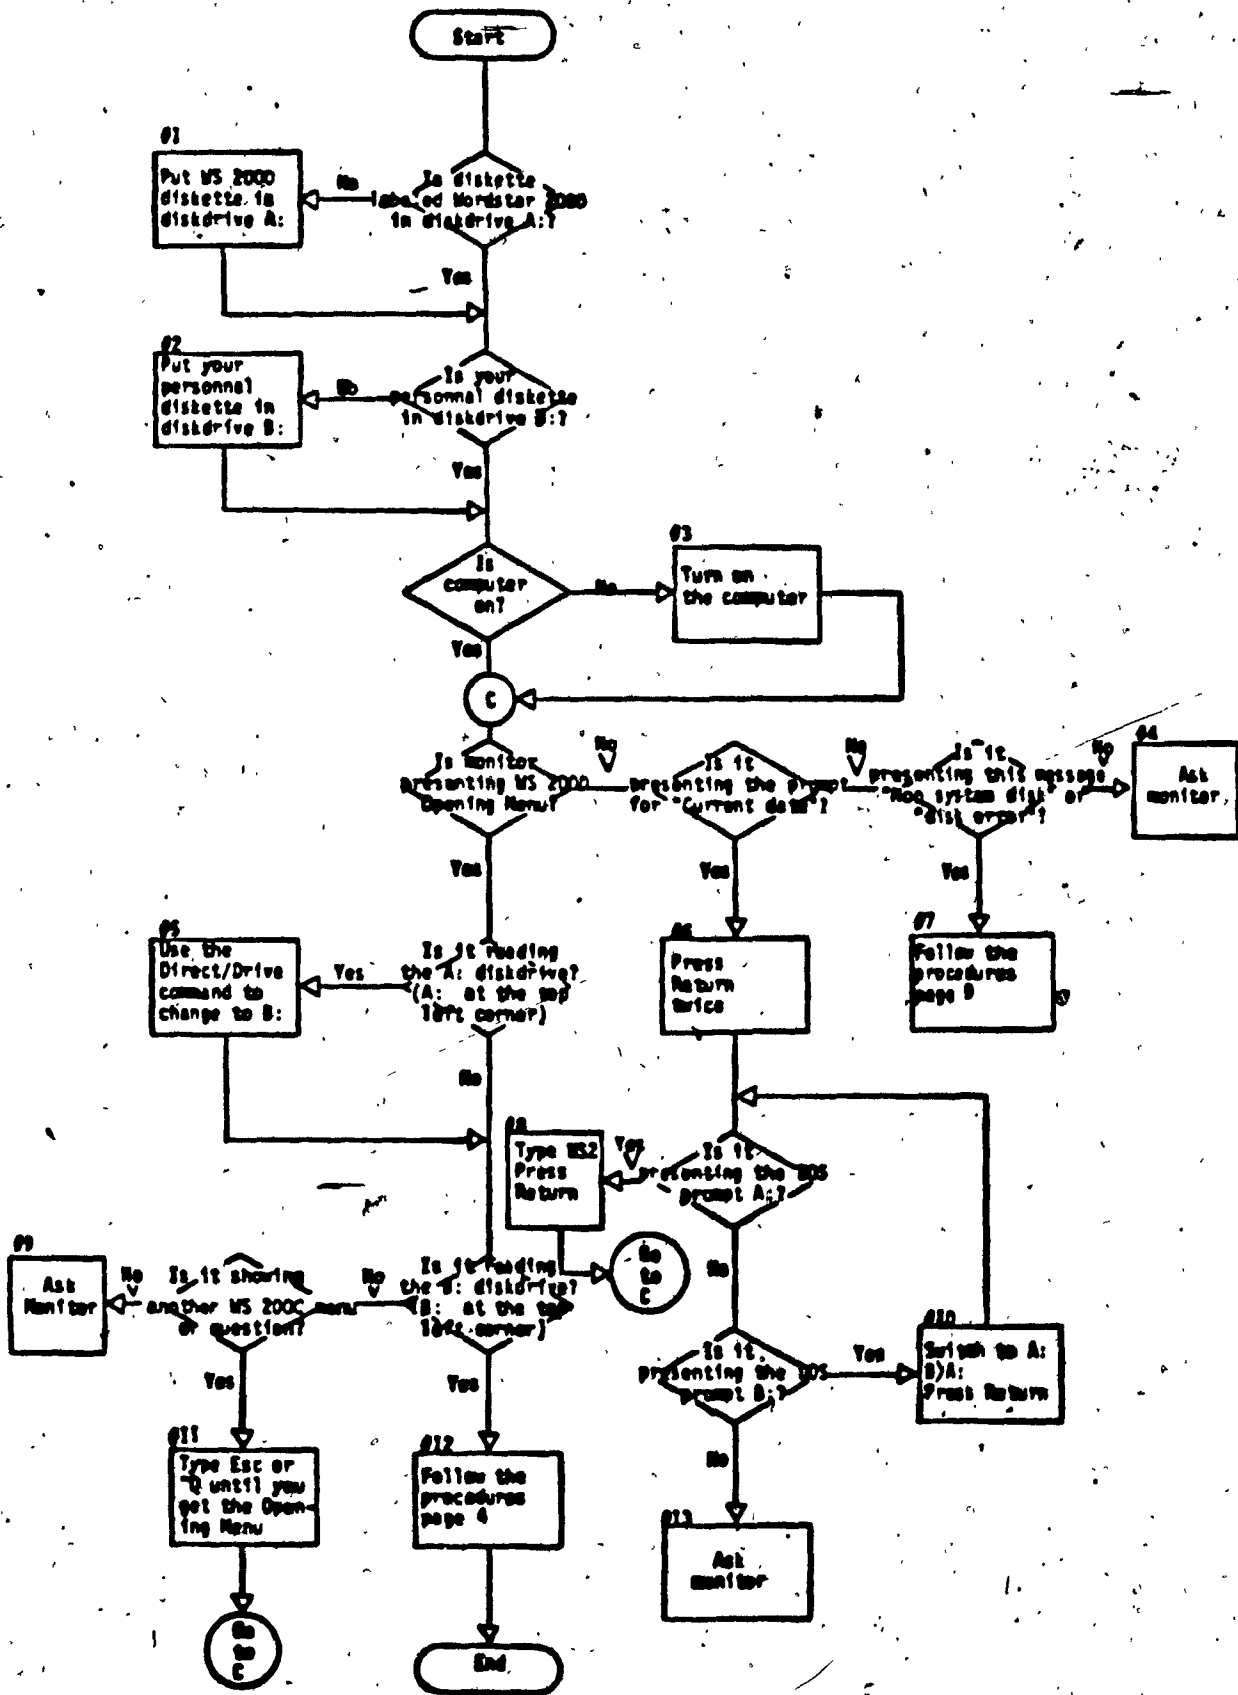 Start
#1
Put WS 2000
diskette in
diskdrive A:
No
Is diskette
labeled Wordstar 2000
in diskdrive A:?
Yes
#2
Put your
personnal
diskette in
diskdrive B:
No
Is your
personnal diskette
in diskdrive B:?
Yes
Is
computer
on?
No
#3
Turn on
the computer
Yes
C
Is monitor
presenting WS 2000
Opening Menu?
No
Is it
presenting the prompt
for "Current date"?
No
Is it
presenting this message
"Non system disk" or
"disk error"?
No
#4
Ask
monitor
Yes
Yes
Yes
#5
Use the
Direct/Drive
command to
change to B:
Yes
Is it reading
the A: diskdrive?
(A: at the top
left corner)
No
#6
Press
Return
twice
#7
Follow the
procedures
page 9
#8
Type WS2
Press
Return
Yes
Is it
presenting the DOS
prompt A:?
No
Go
to
C
#9
Ask
Monitor
No
Is it showing
another WS 2000 menu
or question?
No
Is it reading
the B: diskdrive?
(B: at the top
left corner)
Yes
Yes
Is it
presenting the DOS
prompt B:?
Yes
#10
Switch to A:
B)A:
Press Return
No
#11
Type Esc or
^Q until you
get the Open-
ing Menu
#12
Follow the
procedures
page 4
#13
Ask
monitor
Go
to
C
End